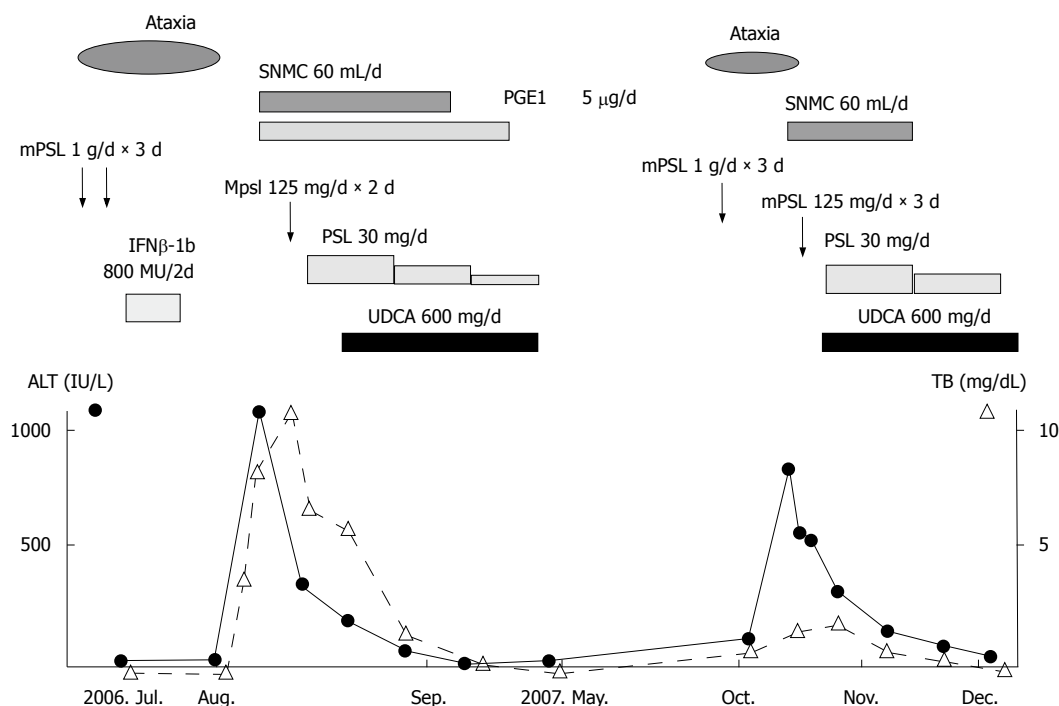 Ataxia
SNMC 60 mL/d
PGE1 5 μg/d
mPSL 1 g/d × 3 d
Mpsl 125 mg/d × 2 d
IFNβ-1b
800 MU/2d
PSL 30 mg/d
UDCA 600 mg/d
Ataxia
SNMC 60 mL/d
mPSL 1 g/d × 3 d
mPSL 125 mg/d × 3 d
PSL 30 mg/d
UDCA 600 mg/d
ALT (IU/L)
TB (mg/dL)
1000
500
10
5
2006. Jul. Aug. Sep. 2007. May. Oct. Nov. Dec.